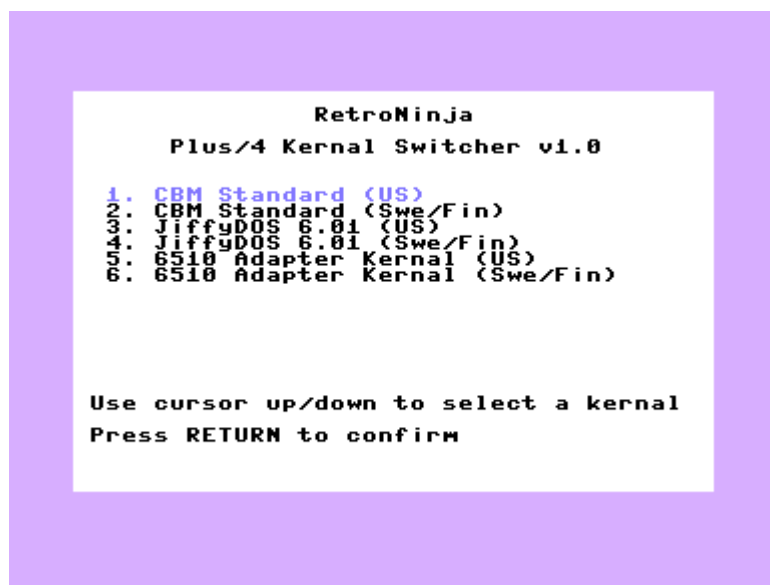 RetroNinja
Plus/4 Kernal Switcher v1.0
1. CBM Standard (US)
2. CBM Standard (Swe/Fin)
3. JiffyDOS 6.01 (US)
4. JiffyDOS 6.01 (Swe/Fin)
5. 6510 Adapter Kernal (US)
6. 6510 Adapter Kernal (Swe/Fin)
Use cursor up/down to select a kernal
Press RETURN to confirm